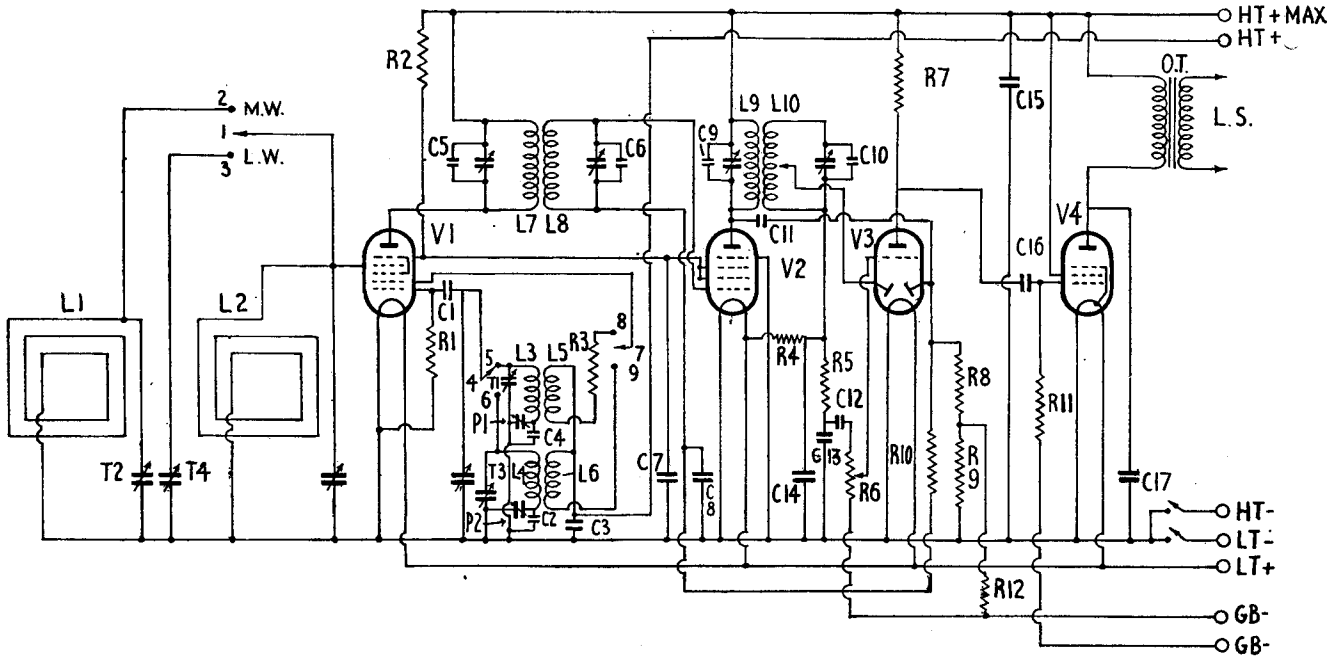 HT+MAX
HT+
R2
R7
O.T.
2 M.W.
1
3 L.W.
C15
L.S.
C5
C6
C9
L9 L10
C10
L7 L8
V1
C11
V3
V2
C16
V4
L1
L2
C1
R1
8
7
9
R3
5
4
6
L3 L5
T1
P1
C4
R4
R5
C12
R8
R11
T2
T4
T3
L4
L6
C7
C8
C14
C13
R6
R10
R9
C17
P2
C2
C3
HT-
LT-
LT+
R12
GB-
GB-